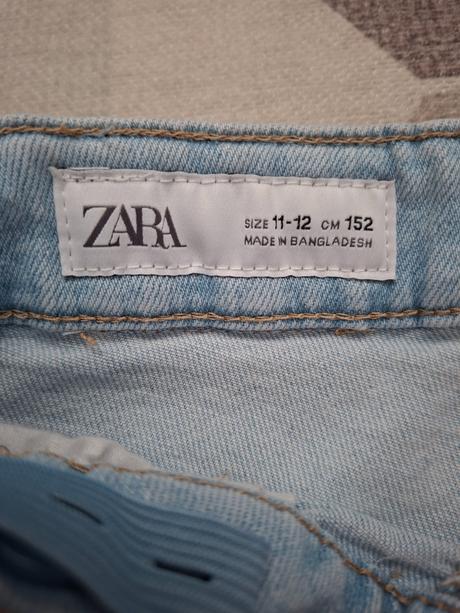 ZARA
SIZE 11-12 CM 152
MADE IN BANGLADESH